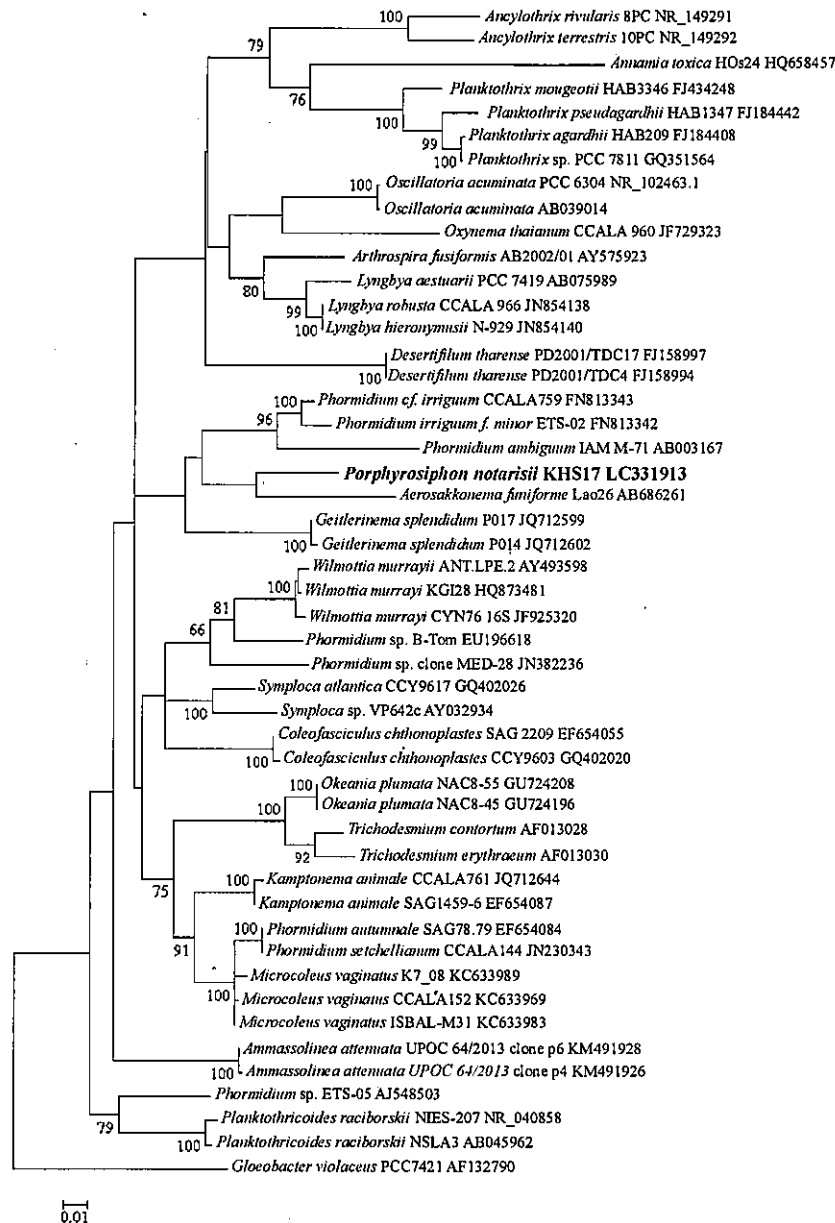 100
Ancylothrix rivularis 8PC NR_149291
79
Ancylothrix terrestris 10PC NR_149292
Annamia toxica HOs24 HQ658457
76
Planktothrix mougeotii HAB3346 FJ434248
100
Planktothrix pseudagardhii HAB1347 FJ184442
99
Planktothrix agardhii HAB209 FJ184408
100
Planktothrix sp. PCC 7811 GQ351564
100
Oscillatoria acuminata PCC 6304 NR_102463.1
Oscillatoria acuminata AB039014
Oxynema thaianum CCALA 960 JF729323
Arthrospira fusiformis AB2002/01 AY575923
80
Lyngbya aestuarii PCC 7419 AB075989
99
Lyngbya robusta CCALA 966 JN854138
100
Lyngbya hieronymusii N-929 JN854140
Desertifilum tharense PD2001/TDC17 FJ158997
100
Desertifilum tharense PD2001/TDC4 FJ158994
100
Phormidium cf. irriguum CCALA759 FN813343
96
Phormidium irriguum f. minor ETS-02 FN813342
Phormidium ambiguum IAM M-71 AB003167
Porphyrosiphon notarisii KHS17 LC331913
Aerosakkonema funiforme Lao26 AB686261
Geitlerinema splendidum P017 JQ712599
100
Geitlerinema splendidum P014 JQ712602
Wilmottia murrayii ANT.LPE.2 AY493598
100
Wilmottia murrayi KGI28 HQ873481
81
Wilmottia murrayi CYN76 16S JF925320
66
Phormidium sp. B-Tom EU196618
Phormidium sp. clone MED-28 JN382236
Symploca atlantica CCY9617 GQ402026
100
Symploca sp. VP642c AY032934
Coleofasciculus chthonoplastes SAG 2209 EF654055
100
Coleofasciculus chthonoplastes CCY9603 GQ402020
100
Okeania plumata NAC8-55 GU724208
100
Okeania plumata NAC8-45 GU724196
Trichodesmium contortum AF013028
92
Trichodesmium erythraeum AF013030
75
100
Kamptonema animale CCALA761 JQ712644
Kamptonema animale SAG1459-6 EF654087
91
100
Phormidium autumnale SAG78.79 EF654084
Phormidium setchellianum CCALA144 JN230343
Microcoleus vaginatus K7_08 KC633989
100
Microcoleus vaginatus CCALA152 KC633969
Microcoleus vaginatus ISBAL-M31 KC633983
Ammassolinea attenuata UPOC 64/2013 clone p6 KM491928
100
Ammassolinea attenuata UPOC 64/2013 clone p4 KM491926
Phormidium sp. ETS-05 AJ548503
79
Planktothricoides raciborskii NIES-207 NR_040858
100
Planktothricoides raciborskii NSLA3 AB045962
Gloeobacter violaceus PCC7421 AF132790
0.01